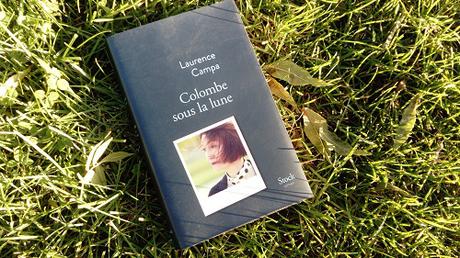 Laurence
Campa
Colombe
sous la lune
Stock